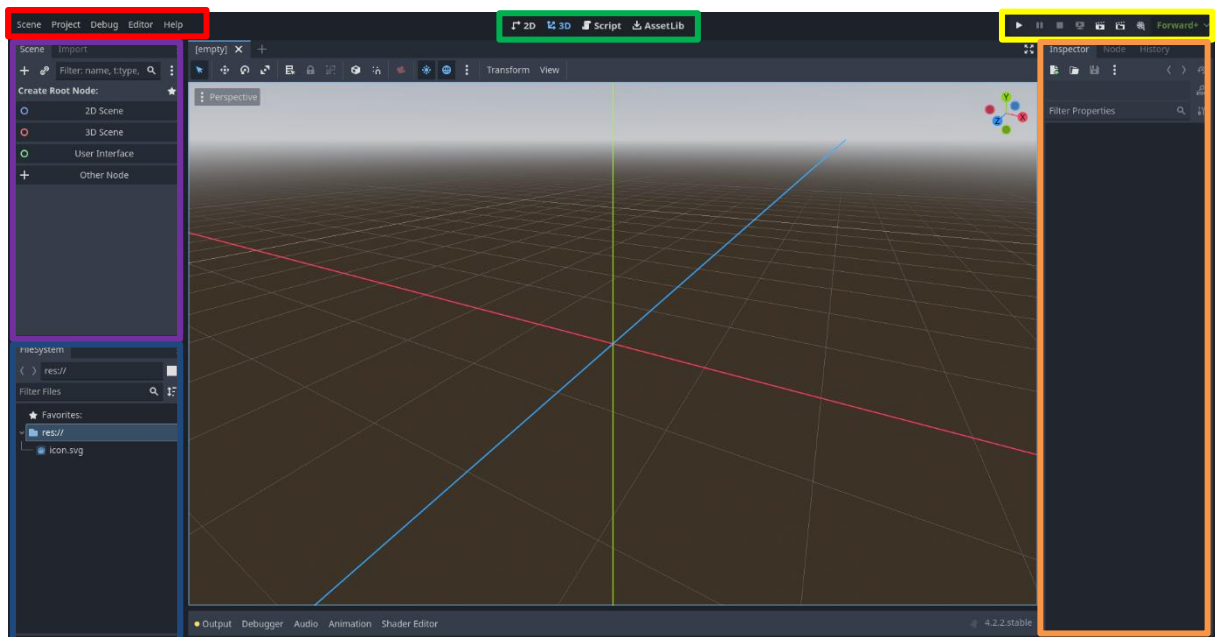 Scene Project Debug Editor Help
2D 3D Script AssetLib
Forward+
Scene Import
[empty]
Inspector Node History
Filter: name, t:type,
Transform View
Create Root Node:
Perspective
Y
X
Z
Filter Properties
2D Scene
3D Scene
User Interface
Other Node
FileSystem
res://
Filter Files
Favorites:
res://
icon.svg
Output Debugger Audio Animation Shader Editor
4.2.2.stable